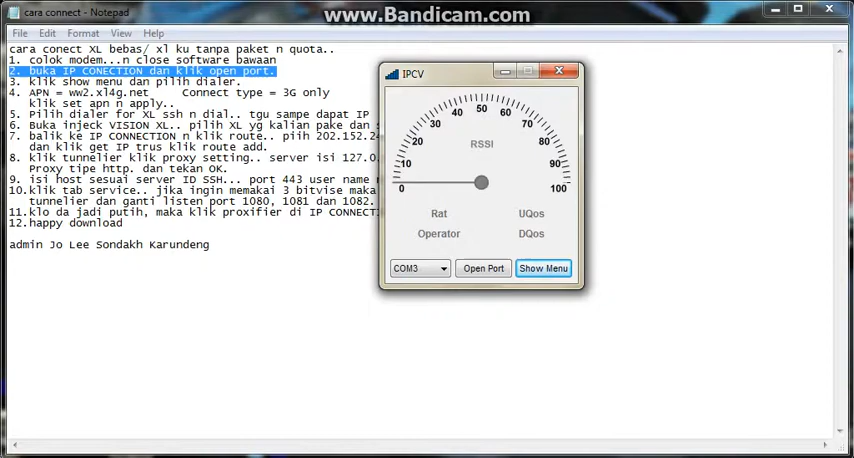 www.Bandicam.com
cara connect - Notepad
File Edit Format View Help
cara conect XL bebas/ xl ku tanpa paket n quota..
1. colok modem...n close software bawaan
2. buka IP CONECTION dan klik open port.
3. klik show menu dan pilih dialer.
4. APN = ww2.xl4g.net Connect type = 3G only
klik set apn n apply..
5. Pilih dialer for XL ssh n dial.. tgu sampe dapat IP
6. Buka injeck VISION XL.. pilih XL yg kalian pake dan
7. balik ke IP CONNECTION n klik route.. piih 202.152.24
dan klik get IP trus klik route add.
8. klik tunnelier klik proxy setting.. server isi 127.0.
Proxy tipe http. dan tekan OK.
9. isi host sesuai server ID SSH... port 443 user name
10.klik tab service.. jika ingin memakai 3 bitvise maka
tunnelier dan ganti listen port 1080, 1081 dan 1082.
11.klo da jadi putih, maka klik proxifier di IP CONNECTI
12.happy download
admin Jo Lee Sondakh Karundeng
IPCV
0 10 20 30 40 50 60 70 80 90 100
RSSI
Rat UQos
Operator DQos
COM3 Open Port Show Menu